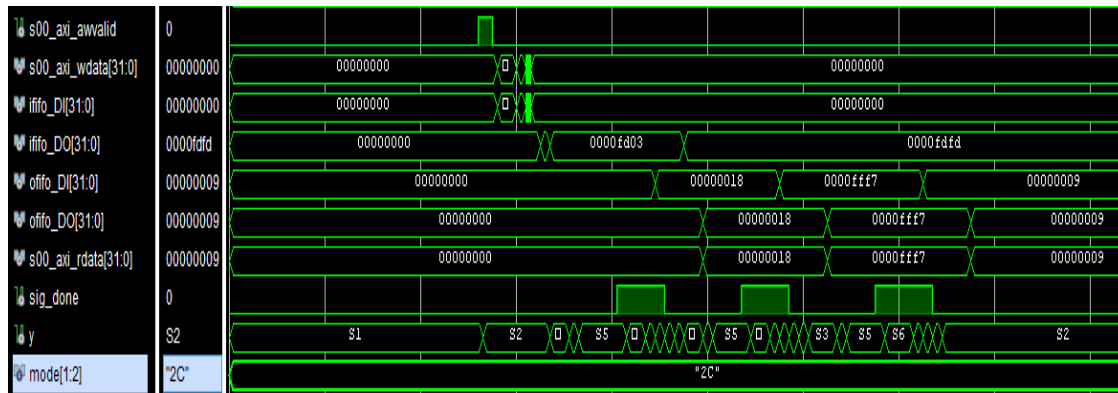 s00_axi_awvalid 0
s00_axi_wdata[31:0] 00000000 00000000 00000000
ififo_DI[31:0] 00000000 00000000 00000000
ififo_DO[31:0] 0000fdfd 00000000 0000fd03 0000fdfd
ofifo_DI[31:0] 00000009 00000000 00000018 0000fff7 00000009
ofifo_DO[31:0] 00000009 00000000 00000018 0000fff7 00000009
s00_axi_rdata[31:0] 00000009 00000000 00000018 0000fff7 00000009
sig_done 0
y S2 S1 S2 S5 S5 S3 S5 S6 S2
mode[1:2] "2C" "2C"